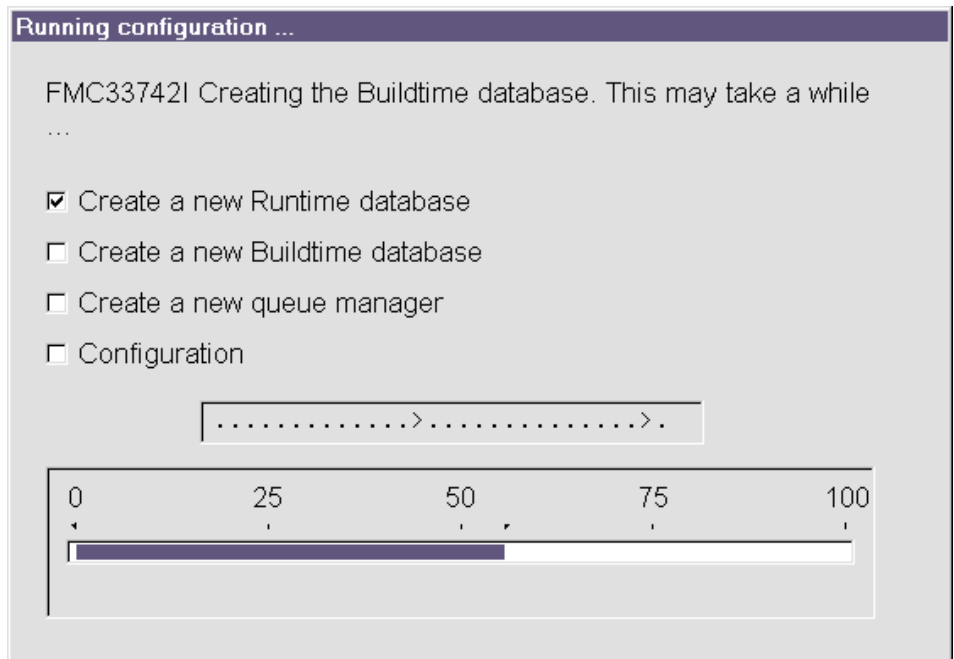 Running configuration ...
FMC33742I Creating the Buildtime database. This may take a while
...
Create a new Runtime database
Create a new Buildtime database
Create a new queue manager
Configuration
.............>..............>.
0 25 50 75 100